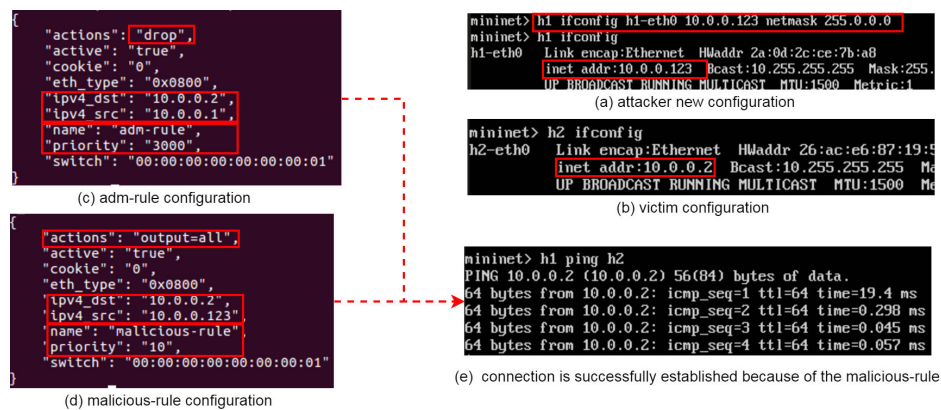 {
"actions": "drop",
"active": "true",
"cookie": "0",
"eth_type": "0x0800",
"ipv4_dst": "10.0.0.2",
"ipv4_src": "10.0.0.1",
"name": "adm-rule",
"priority": "3000",
"switch": "00:00:00:00:00:00:00:01"
}
(c) adm-rule configuration
{
"actions": "output=all",
"active": "true",
"cookie": "0",
"eth_type": "0x0800",
"ipv4_dst": "10.0.0.2",
"ipv4_src": "10.0.0.123",
"name": "malicious-rule",
"priority": "10",
"switch": "00:00:00:00:00:00:00:01"
}
(d) malicious-rule configuration
mininet> h1 ifconfig h1-eth0 10.0.0.123 netmask 255.0.0.0
mininet> h1 ifconfig
h1-eth0 Link encap:Ethernet HWaddr 2a:0d:2c:ce:7b:a8
inet addr:10.0.0.123 Bcast:10.255.255.255 Mask:255.
UP BROADCAST RUNNING MULTICAST MTU:1500 Metric:1
(a) attacker new configuration
mininet> h2 ifconfig
h2-eth0 Link encap:Ethernet HWaddr 26:ac:e6:87:19:5
inet addr:10.0.0.2 Bcast:10.255.255.255 Ma
UP BROADCAST RUNNING MULTICAST MTU:1500 Me
(b) victim configuration
mininet> h1 ping h2
PING 10.0.0.2 (10.0.0.2) 56(84) bytes of data.
64 bytes from 10.0.0.2: icmp_seq=1 ttl=64 time=19.4 ms
64 bytes from 10.0.0.2: icmp_seq=2 ttl=64 time=0.298 ms
64 bytes from 10.0.0.2: icmp_seq=3 ttl=64 time=0.045 ms
64 bytes from 10.0.0.2: icmp_seq=4 ttl=64 time=0.057 ms
(e) connection is successfully established because of the malicious-rule